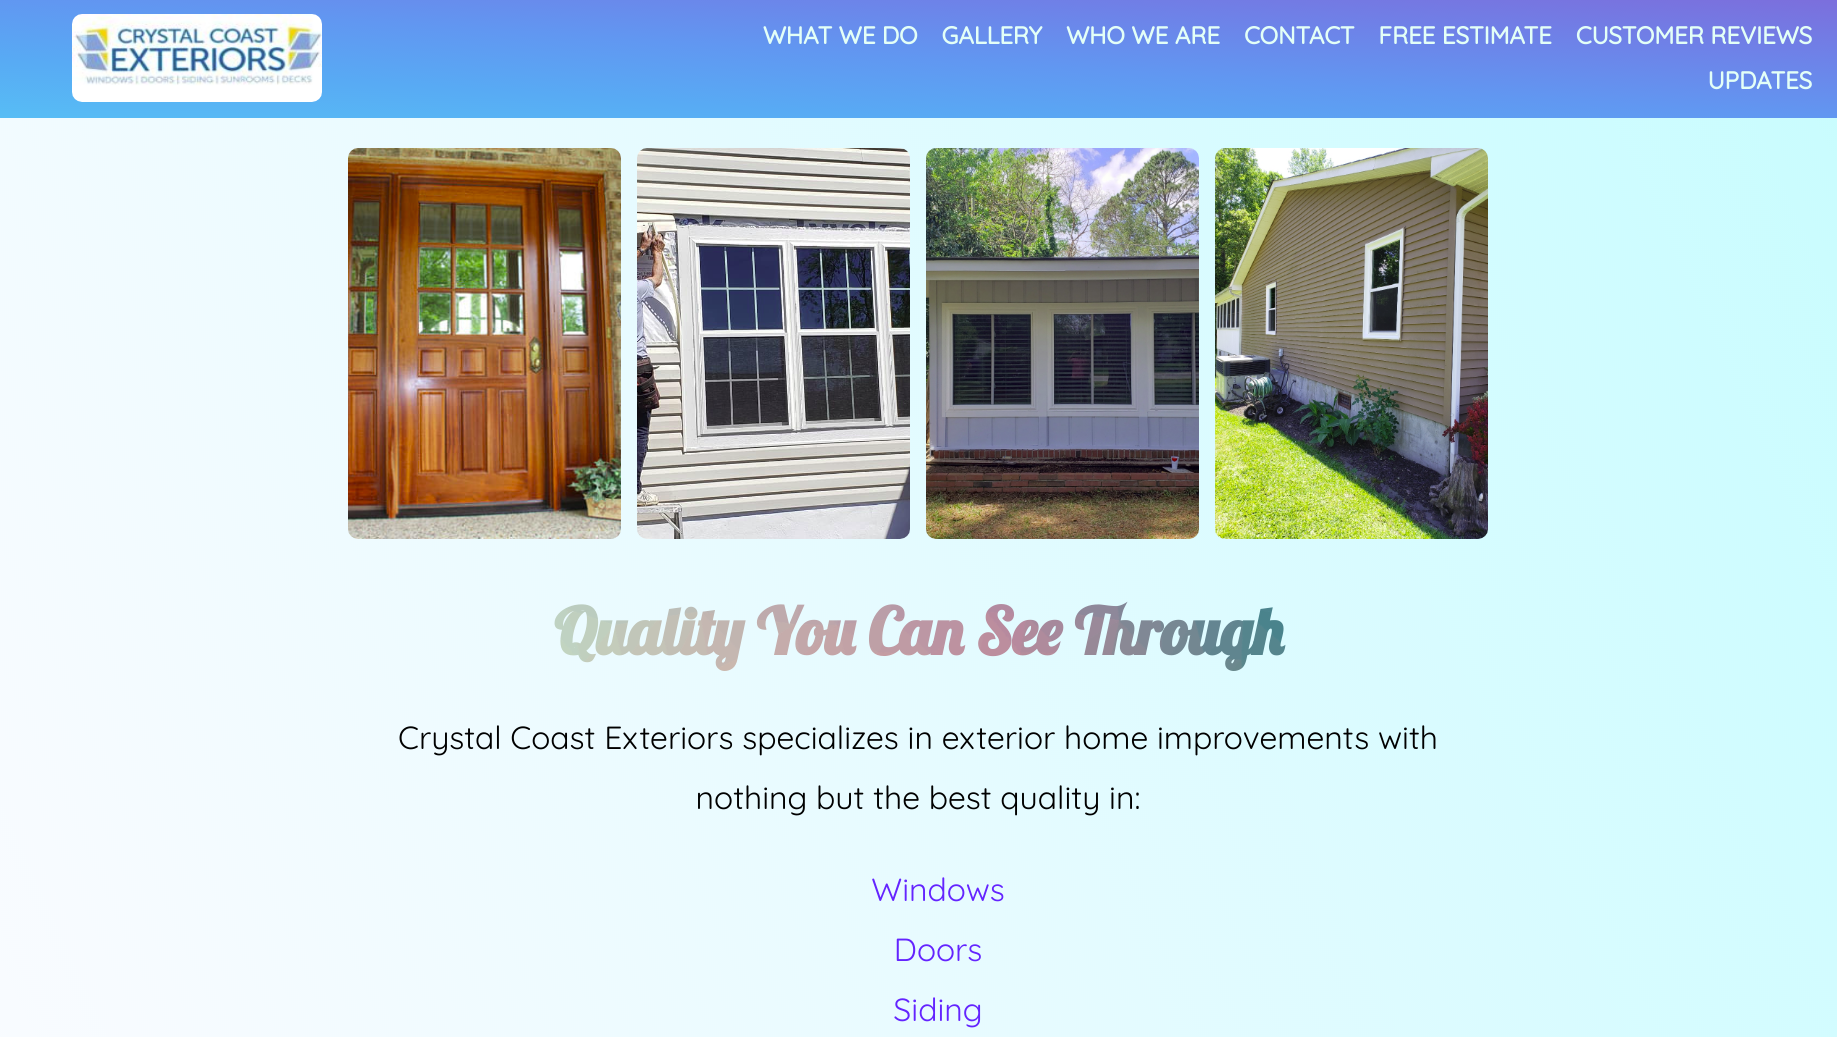 CRYSTAL COAST
EXTERIORS
WINDOWS | DOORS | SIDING | SUNROOMS | DECKS
WHAT WE DO GALLERY WHO WE ARE CONTACT FREE ESTIMATE CUSTOMER REVIEWS
UPDATES
Quality You Can See Through
Crystal Coast Exteriors specializes in exterior home improvements with
nothing but the best quality in:
Windows
Doors
Siding